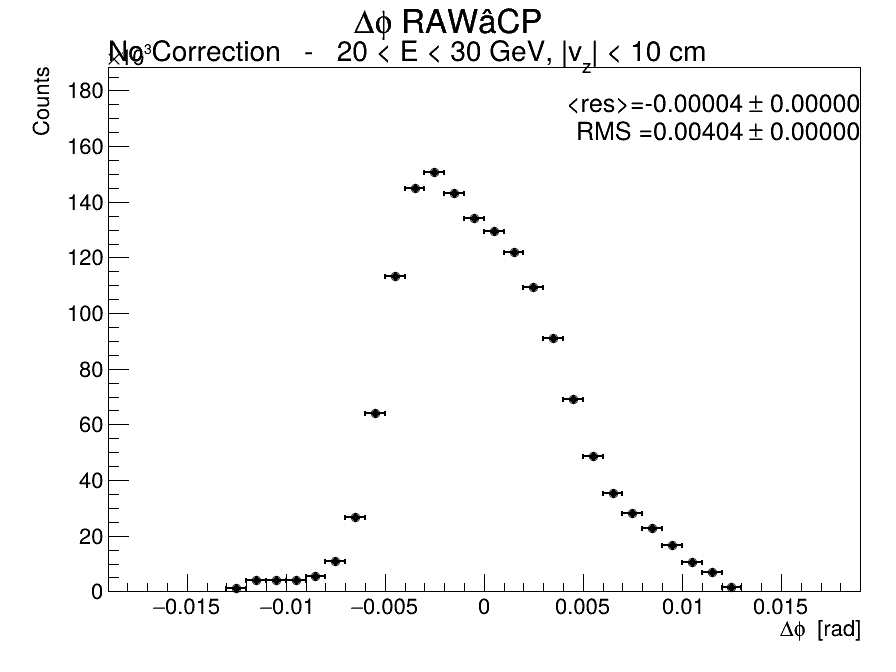 Δϕ RAWâCP
No Correction - 20 < E < 30 GeV, |v_z| < 10 cm
×10³
Counts
<res>=-0.00004 ± 0.00000
RMS =0.00404 ± 0.00000
180
160
140
120
100
80
60
40
20
0
−0.015 −0.01 −0.005 0 0.005 0.01 0.015
Δϕ [rad]